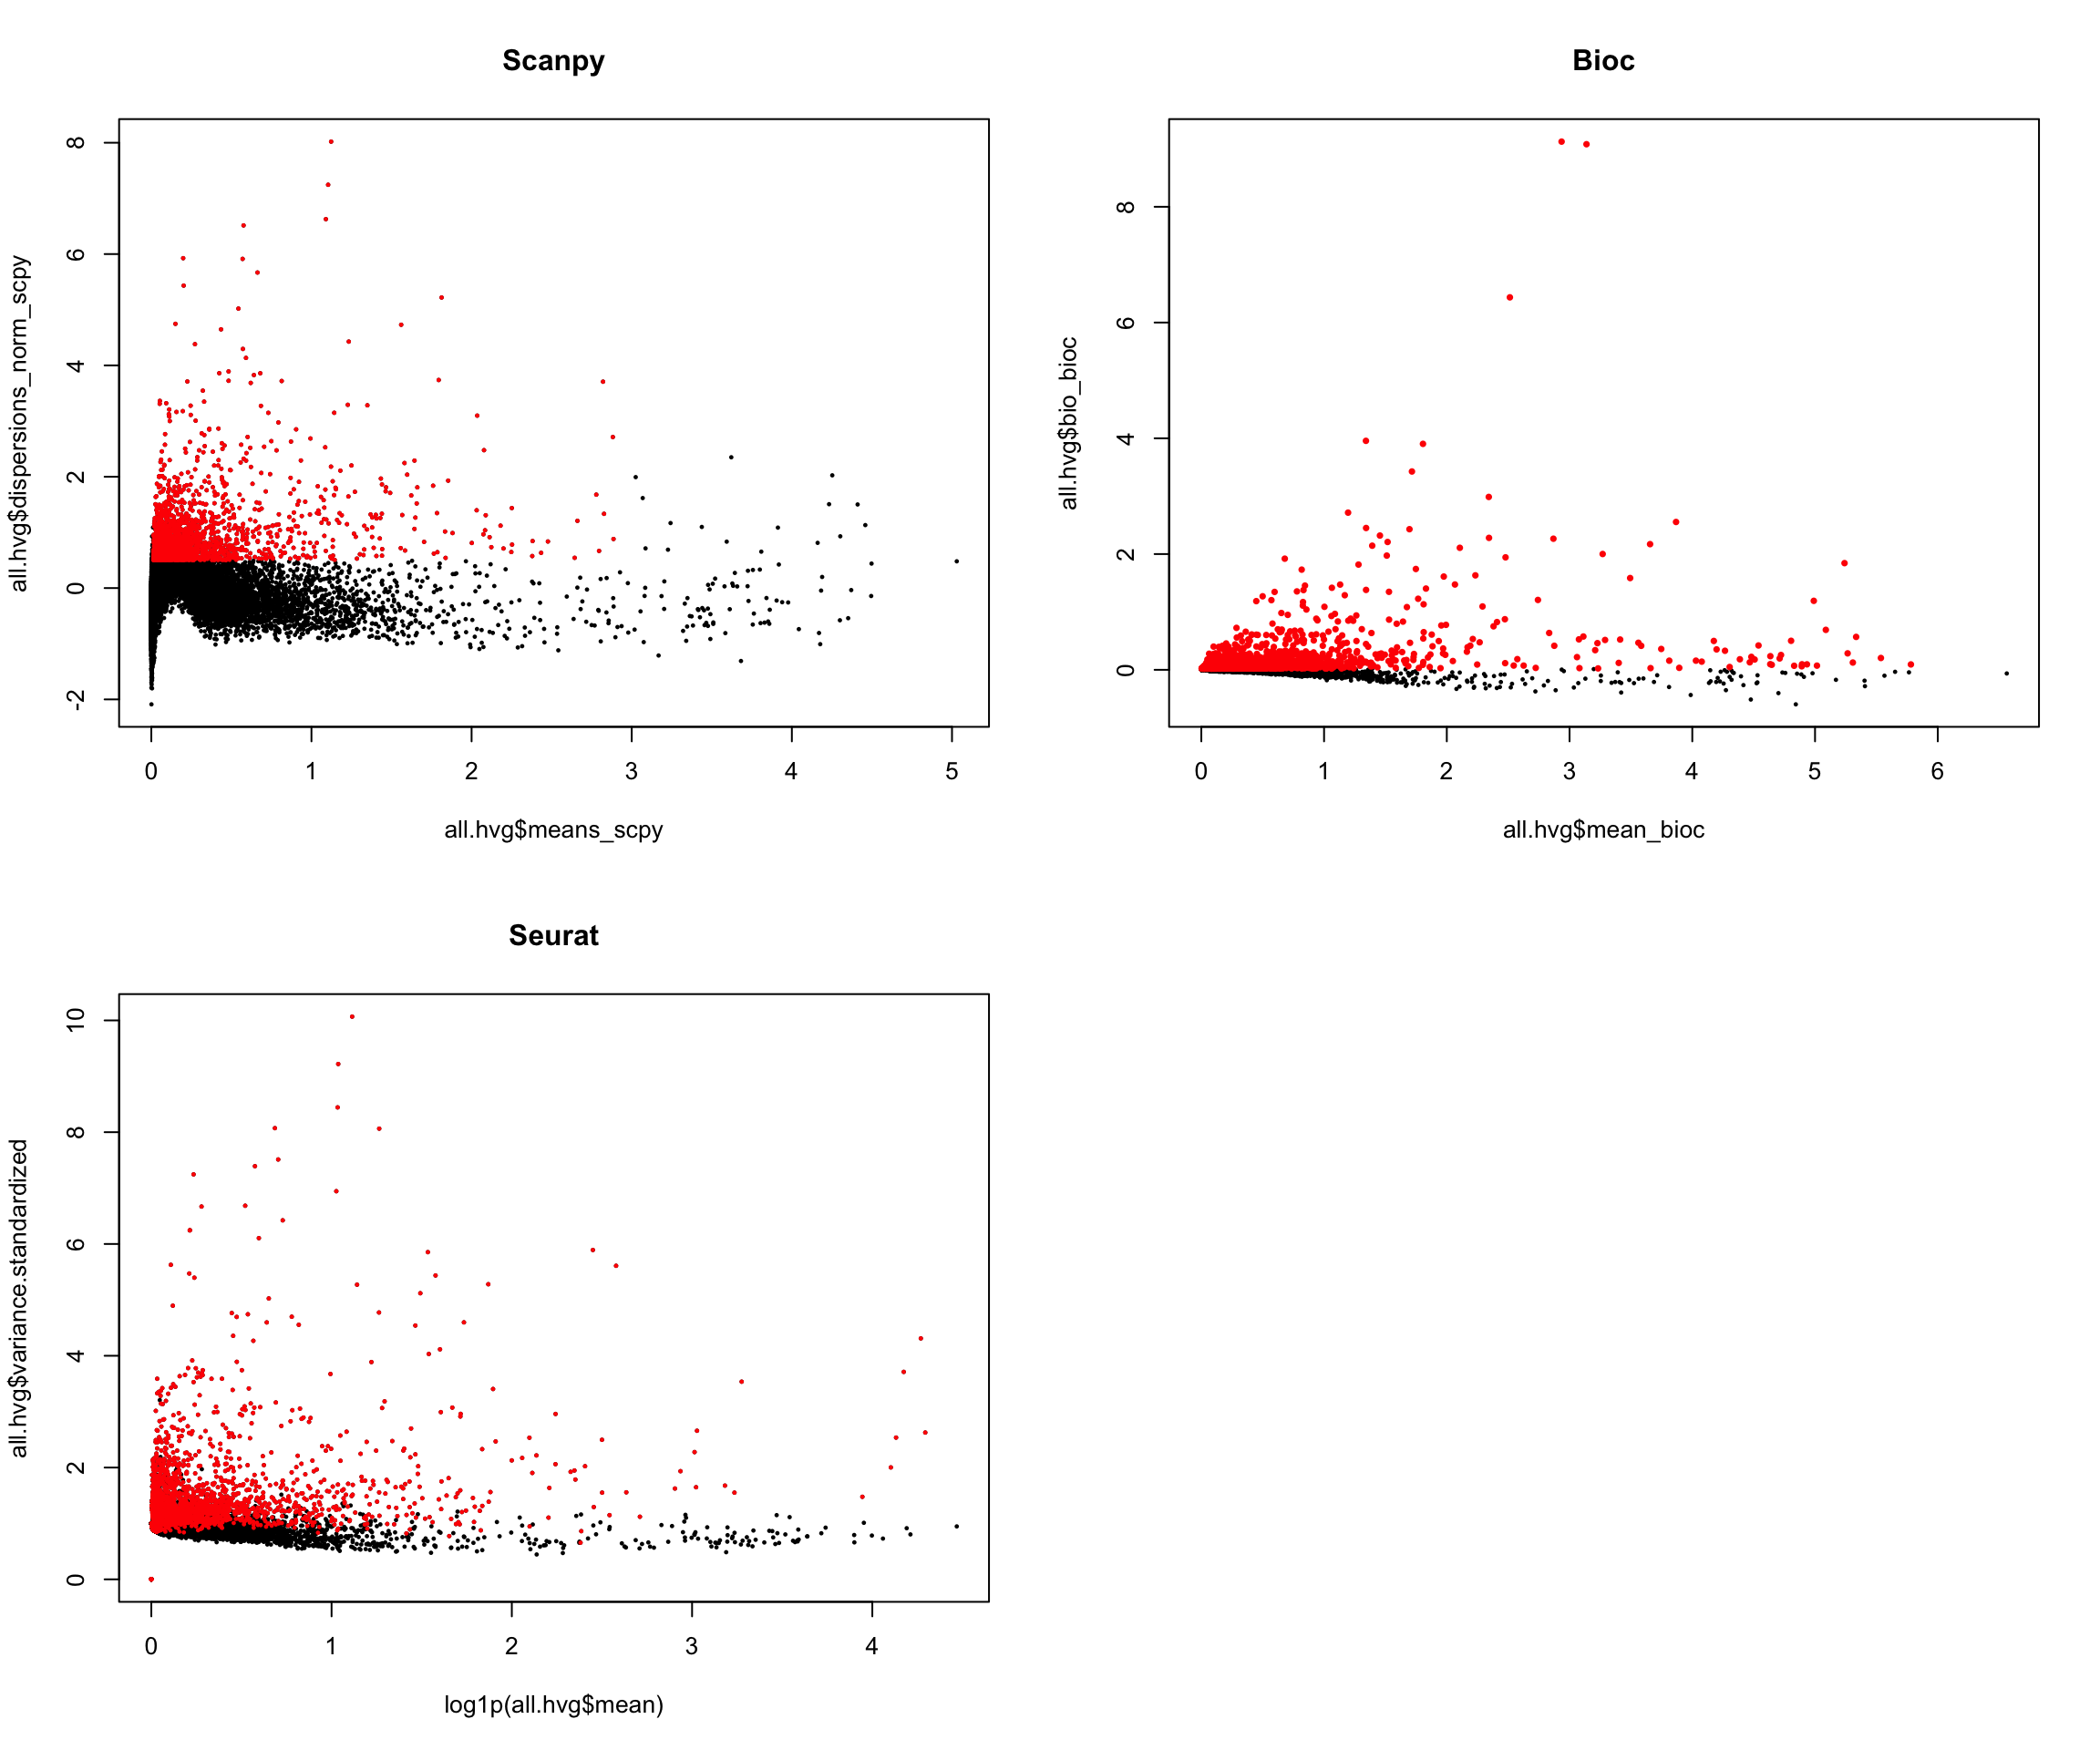 Scanpy
all.hvg$dispersions_norm_scpy
8
6
4
2
0
-2
0 1 2 3 4 5
all.hvg$means_scpy
Bioc
all.hvg$bio_bioc
8
6
4
2
0
0 1 2 3 4 5 6
all.hvg$mean_bioc
Seurat
all.hvg$variance.standardized
10
8
6
4
2
0
0 1 2 3 4
log1p(all.hvg$mean)